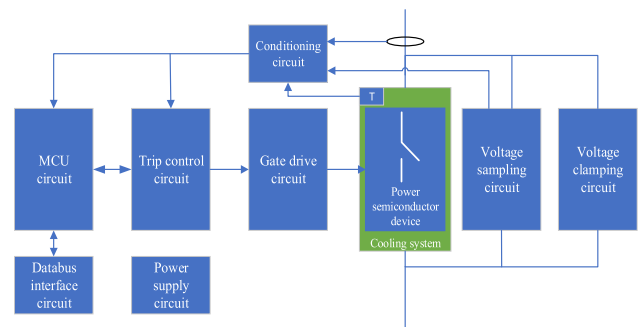 Conditioning
circuit
T
MCU
circuit
Trip control
circuit
Gate drive
circuit
Power
semiconductor
device
Cooling system
Voltage
sampling
circuit
Voltage
clamping
circuit
Databus
interface
circuit
Power
supply
circuit